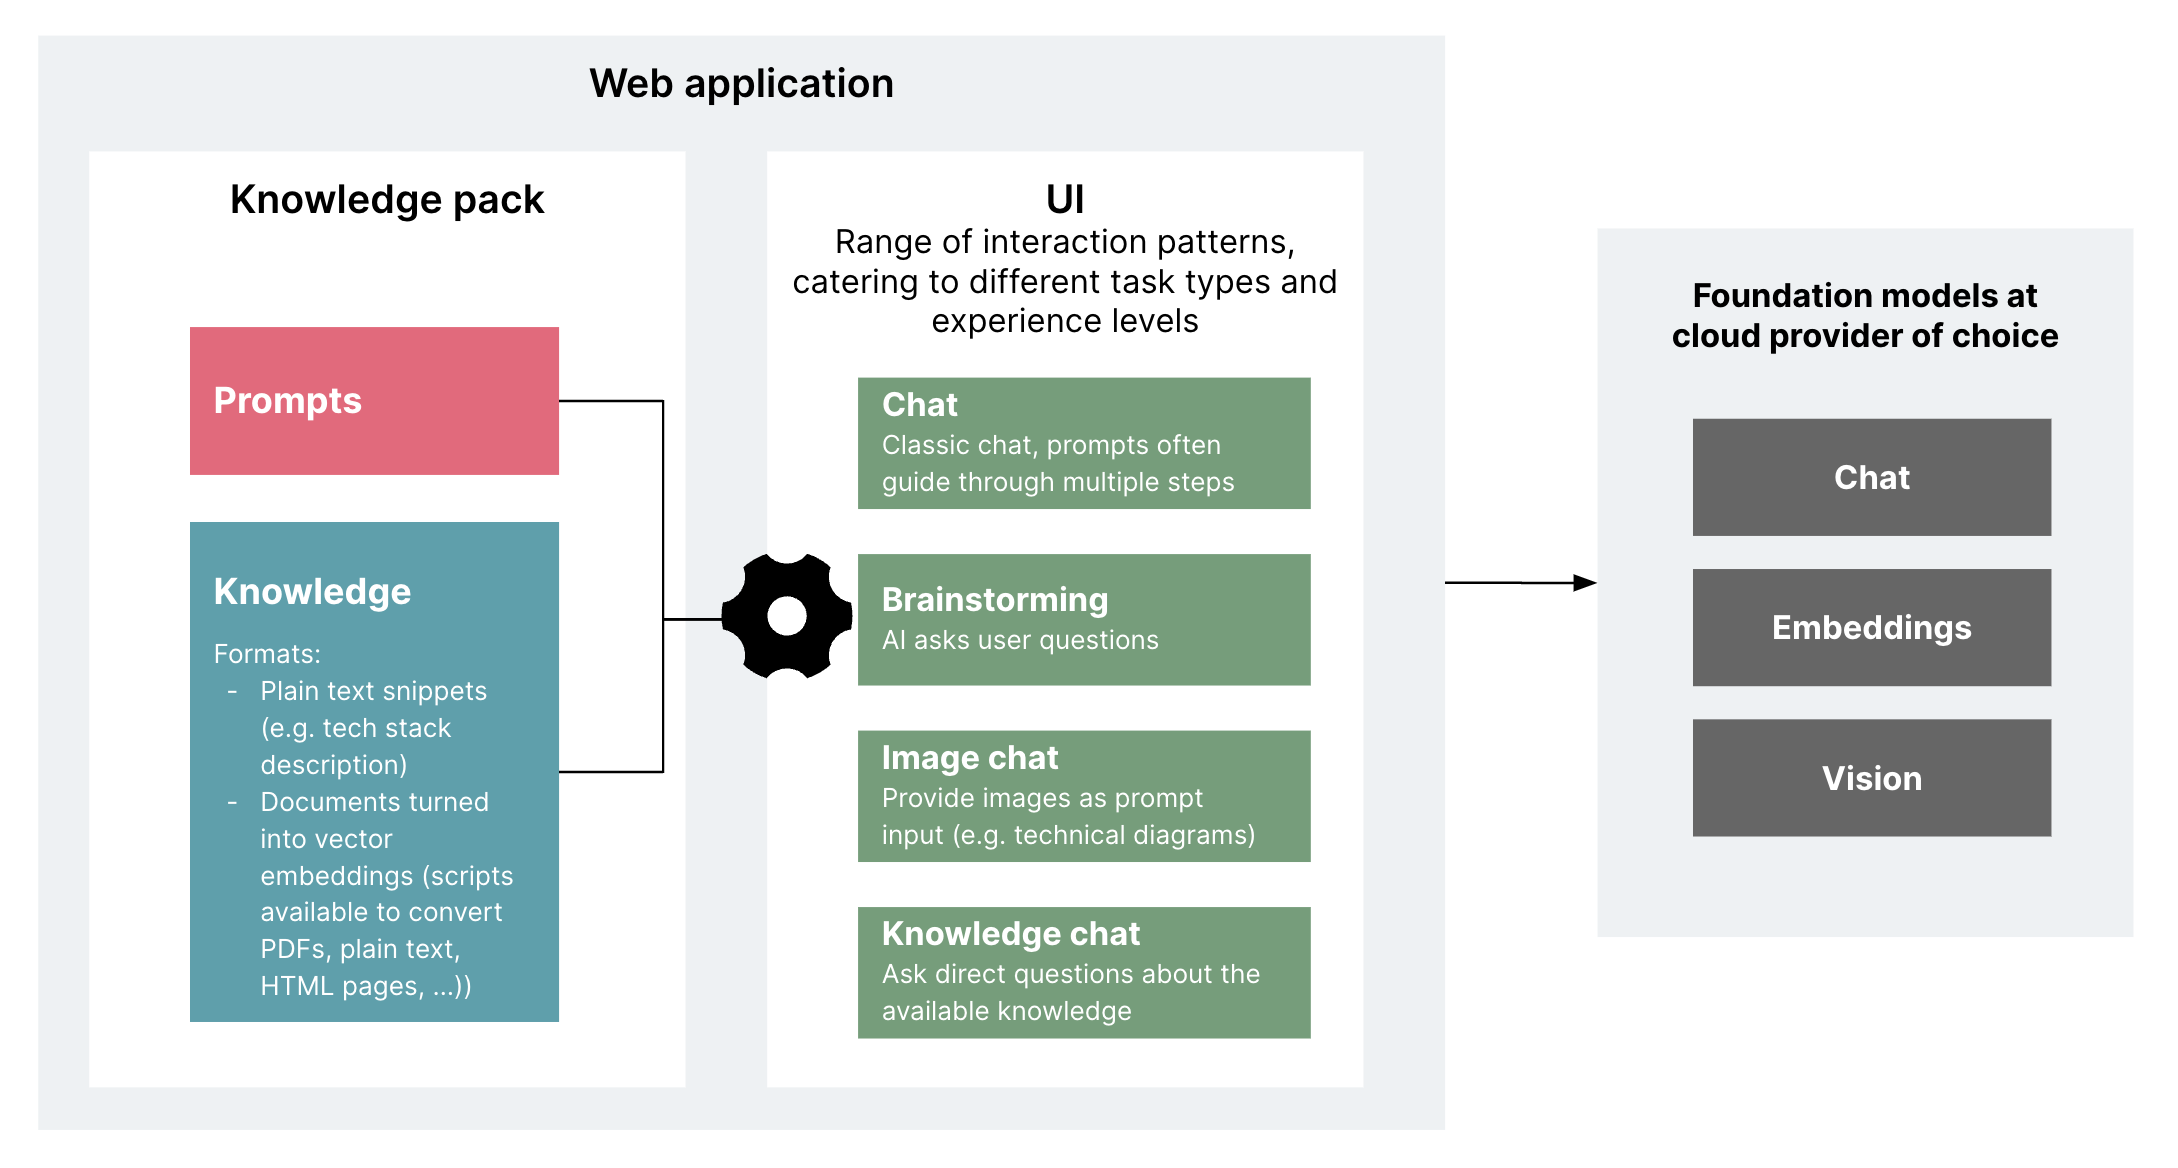 Web application
Knowledge pack
Prompts
Knowledge
Formats:
- Plain text snippets
(e.g. tech stack
description)
- Documents turned
into vector
embeddings (scripts
available to convert
PDFs, plain text,
HTML pages, ...))
UI
Range of interaction patterns,
catering to different task types and
experience levels
Chat
Classic chat, prompts often
guide through multiple steps
Brainstorming
AI asks user questions
Image chat
Provide images as prompt
input (e.g. technical diagrams)
Knowledge chat
Ask direct questions about the
available knowledge
Foundation models at
cloud provider of choice
Chat
Embeddings
Vision